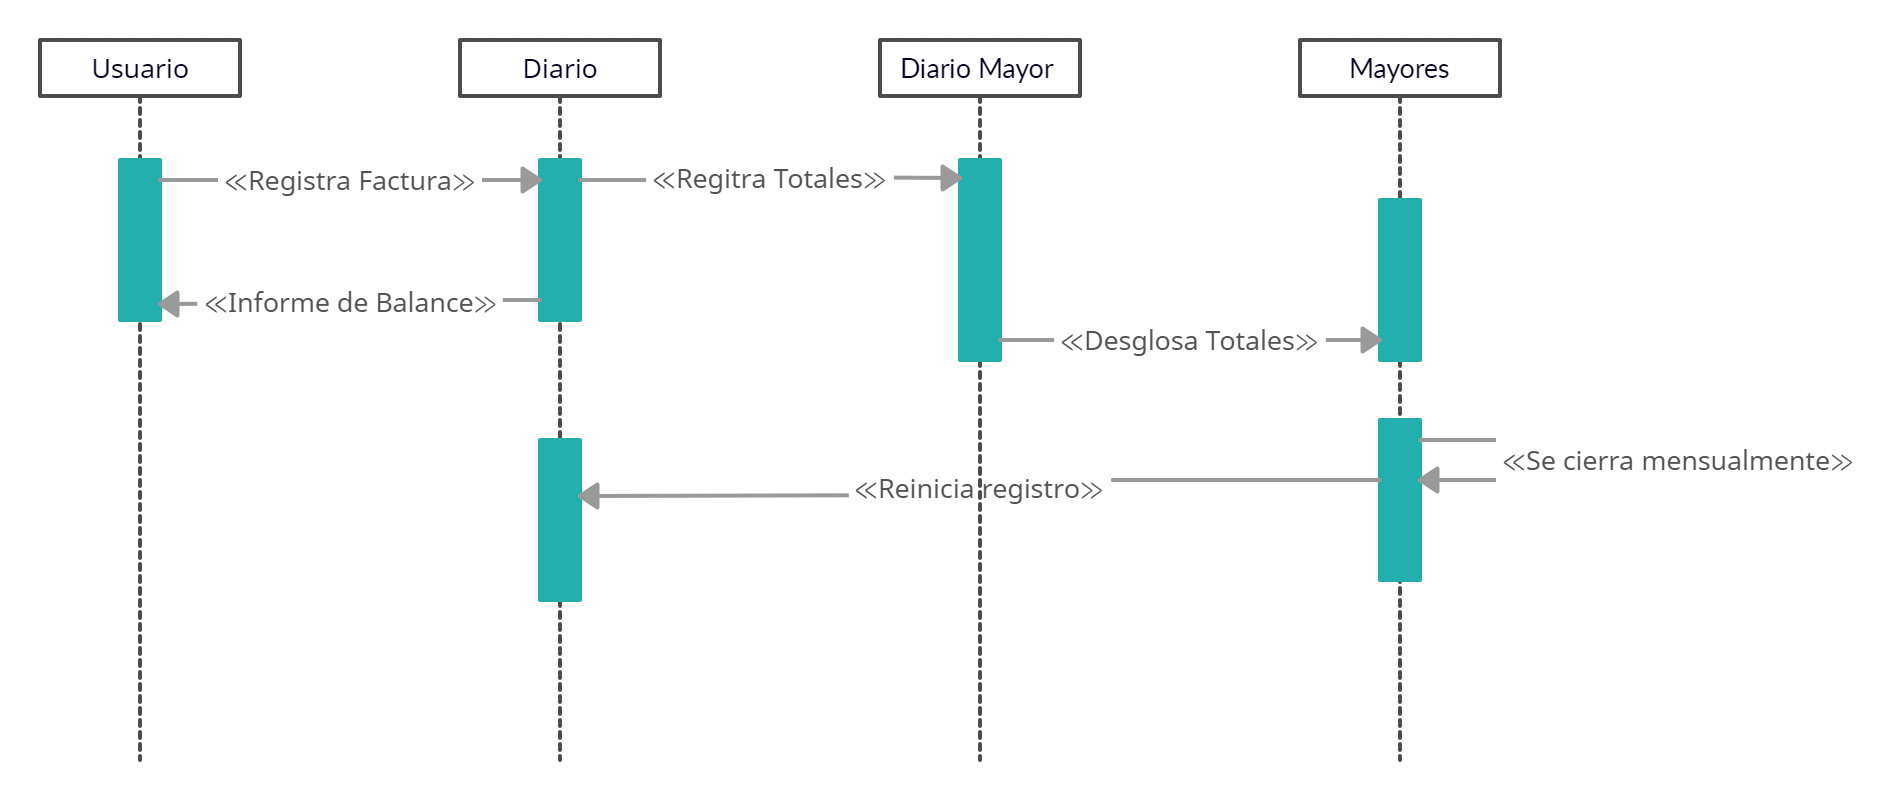 Usuario
Diario
Diario Mayor
Mayores
≪Registra Factura≫
≪Regitra Totales≫
≪Informe de Balance≫
≪Desglosa Totales≫
≪Se cierra mensualmente≫
≪Reinicia registro≫